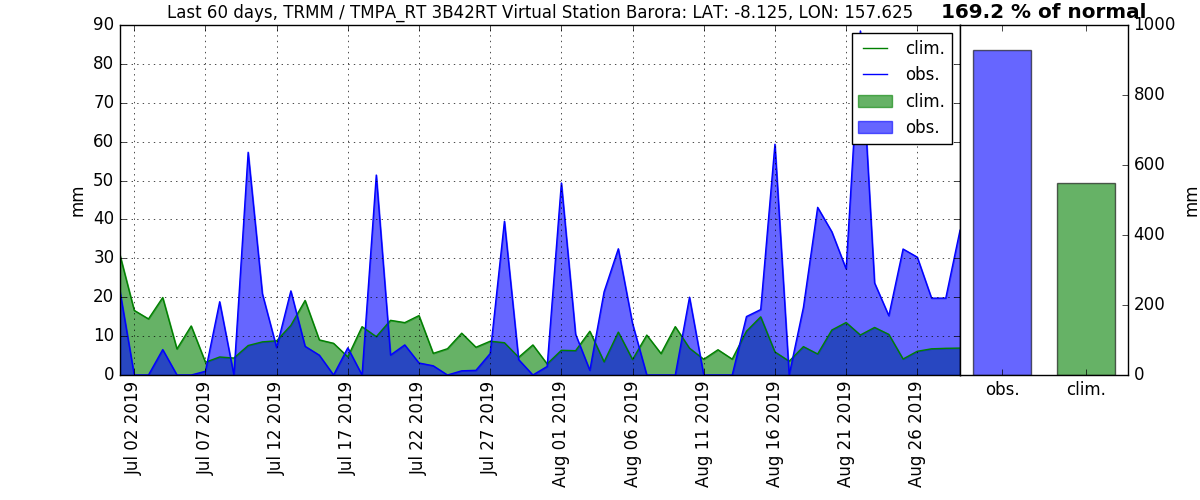 Last 60 days, TRMM / TMPA_RT 3B42RT Virtual Station Barora: LAT: -8.125, LON: 157.625
169.2 % of normal
90
80
70
60
50
40
30
20
10
0
mm
clim.
obs.
clim.
obs.
Jul 02 2019
Jul 07 2019
Jul 12 2019
Jul 17 2019
Jul 22 2019
Jul 27 2019
Aug 01 2019
Aug 06 2019
Aug 11 2019
Aug 16 2019
Aug 21 2019
Aug 26 2019
1000
800
600
400
200
0
mm
obs.
clim.